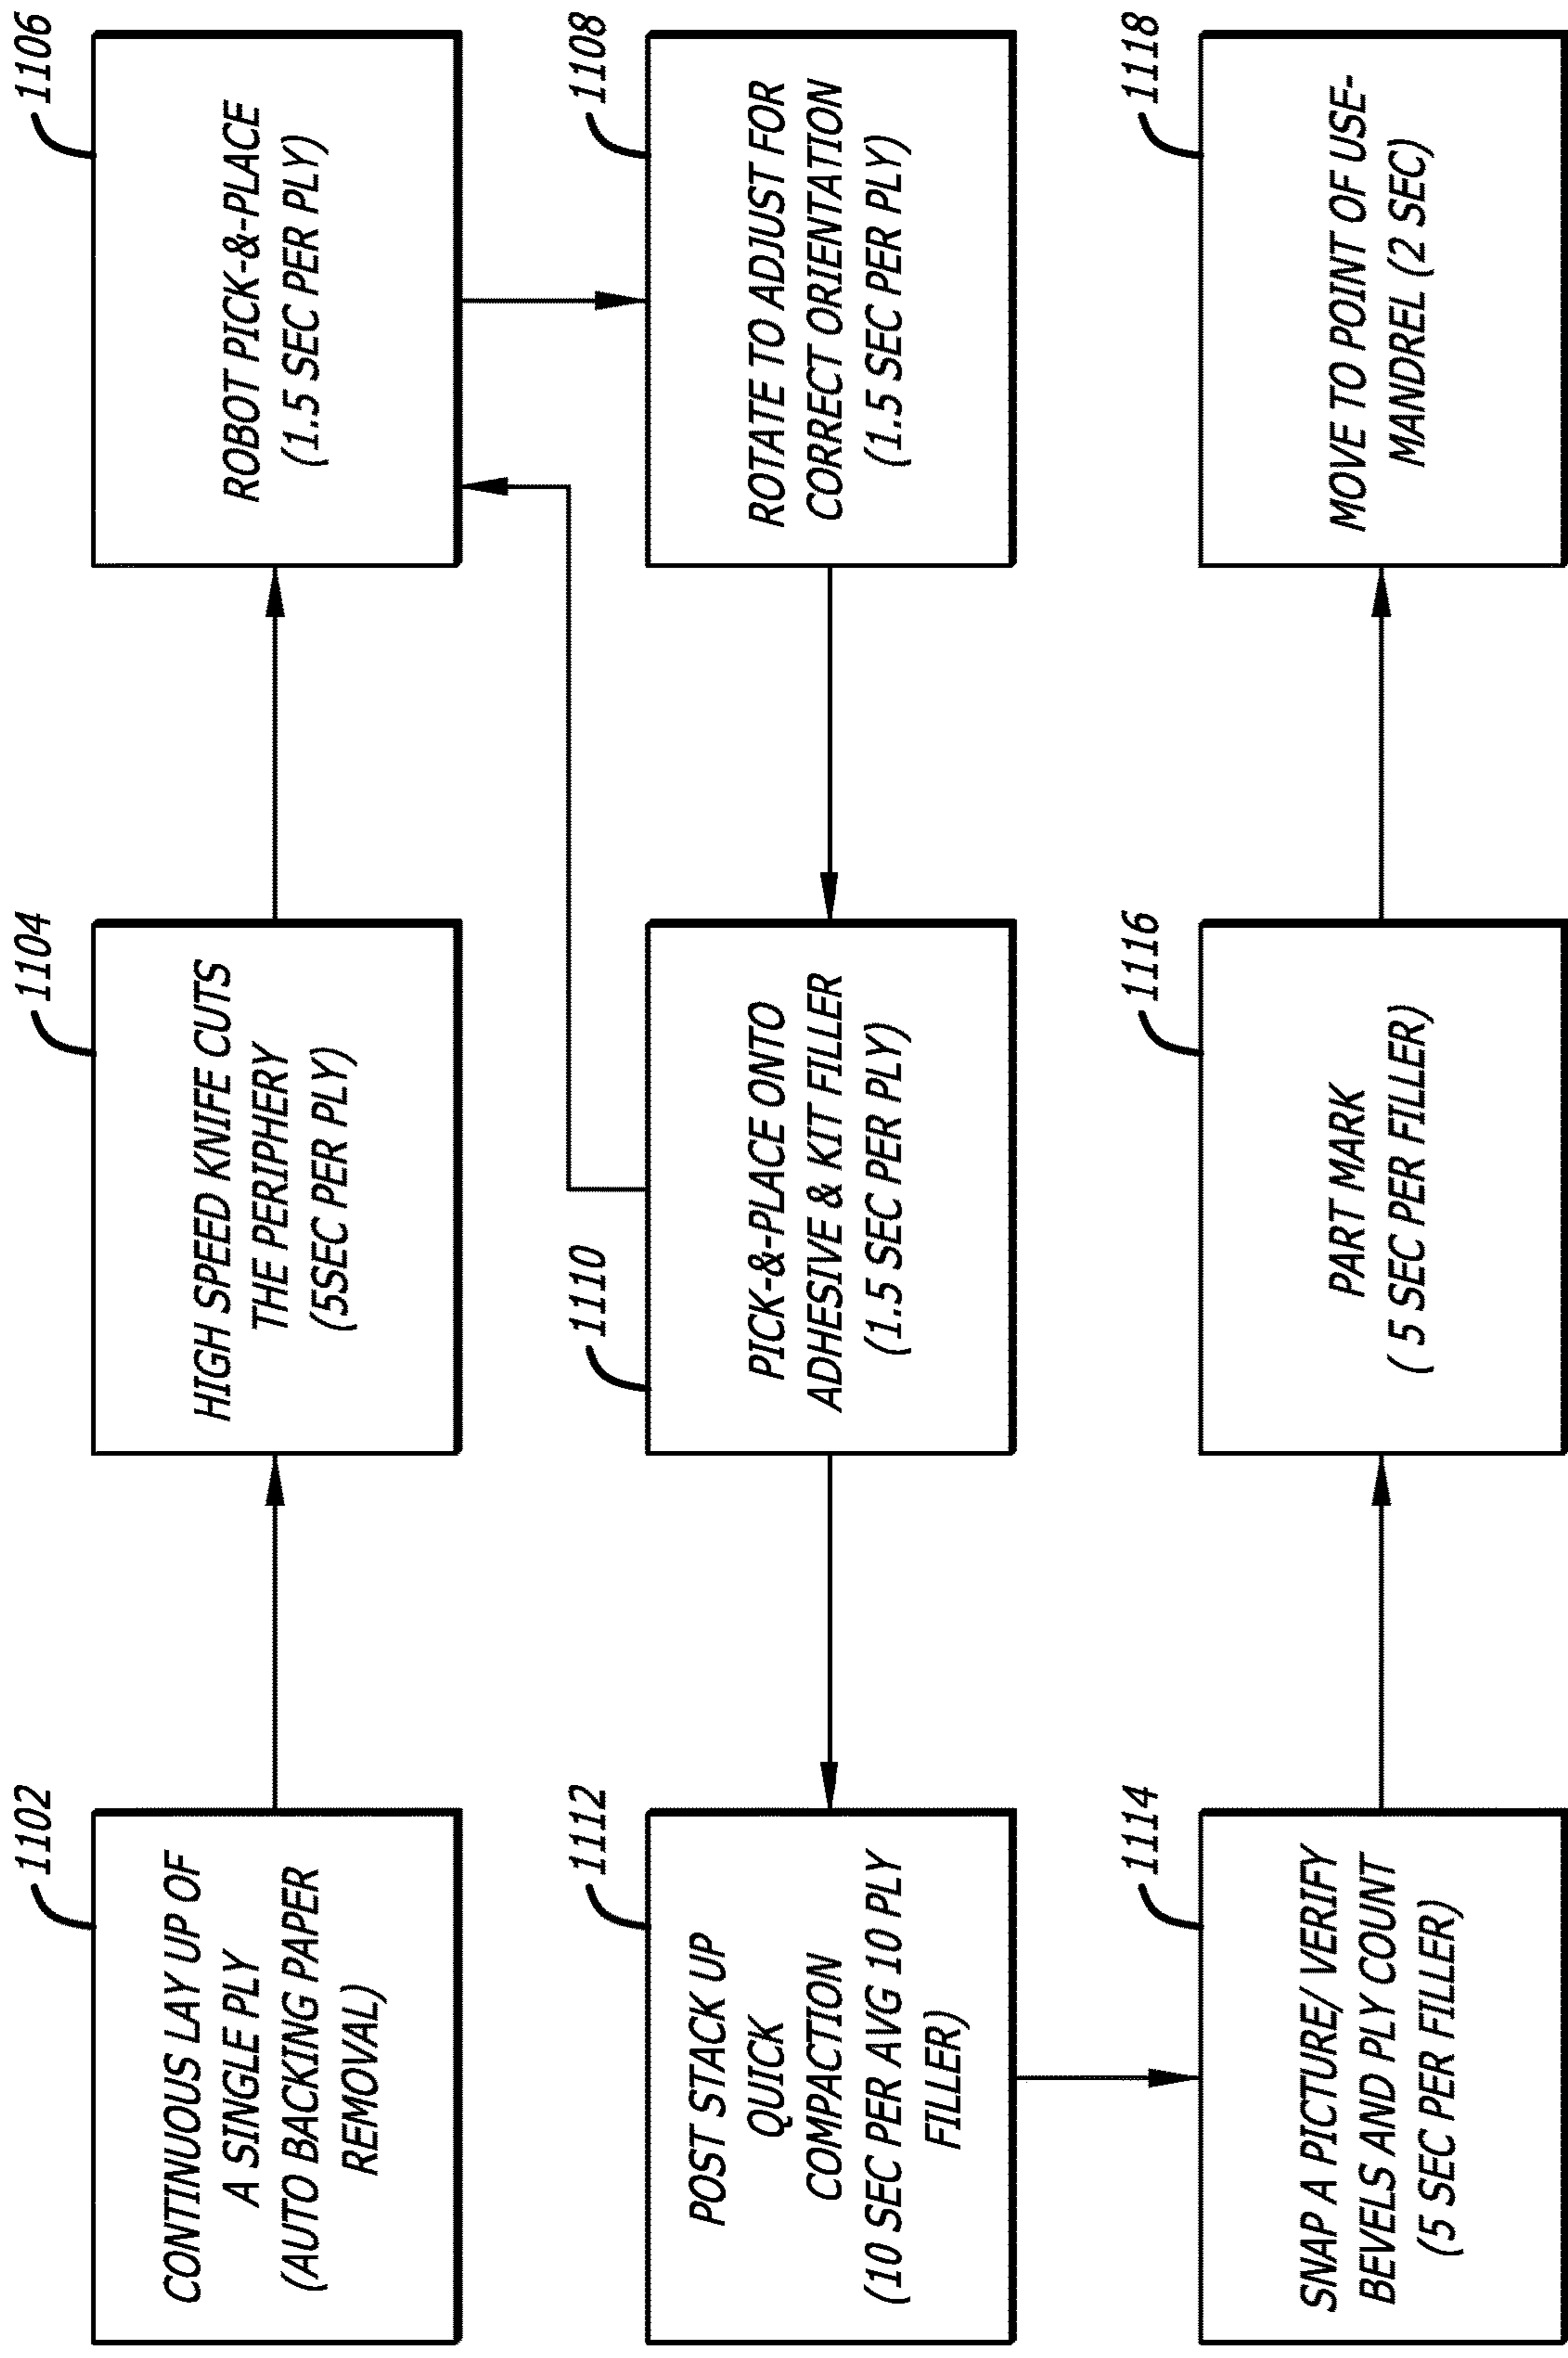 1102
CONTINUOUS LAY UP OF
A SINGLE PLY
(AUTO BACKING PAPER
REMOVAL)
1104
HIGH SPEED KNIFE CUTS
THE PERIPHERY
(5SEC PER PLY)
1106
ROBOT PICK-&-PLACE
(1.5 SEC PER PLY)
1108
ROTATE TO ADJUST FOR
CORRECT ORIENTATION
(1.5 SEC PER PLY)
1110
PICK-&-PLACE ONTO
ADHESIVE & KIT FILLER
(1.5 SEC PER PLY)
1112
POST STACK UP
QUICK
COMPACTION
(10 SEC PER AVG 10 PLY
FILLER)
1114
SNAP A PICTURE/ VERIFY
BEVELS AND PLY COUNT
(5 SEC PER FILLER)
1116
PART MARK
( 5 SEC PER FILLER)
1118
MOVE TO POINT OF USE-
MANDREL (2 SEC)